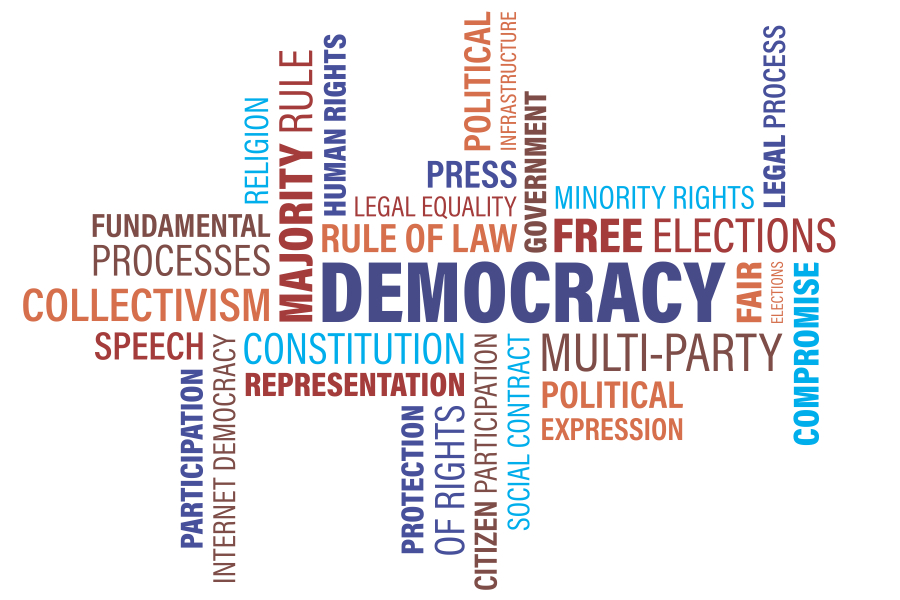 POLITICAL
INFRASTRUCTURE
LEGAL PROCESS
HUMAN RIGHTS
MAJORITY RULE
RELIGION
GOVERNMENT
PRESS
MINORITY RIGHTS
LEGAL EQUALITY
FUNDAMENTAL
PROCESSES
RULE OF LAW
FREE ELECTIONS
COLLECTIVISM
DEMOCRACY
FAIR
ELECTIONS
COMPROMISE
SPEECH
CONSTITUTION
MULTI-PARTY
REPRESENTATION
POLITICAL
EXPRESSION
PARTICIPATION
INTERNET DEMOCRACY
PROTECTION
OF RIGHTS
CITIZEN PARTICIPATION
SOCIAL CONTRACT